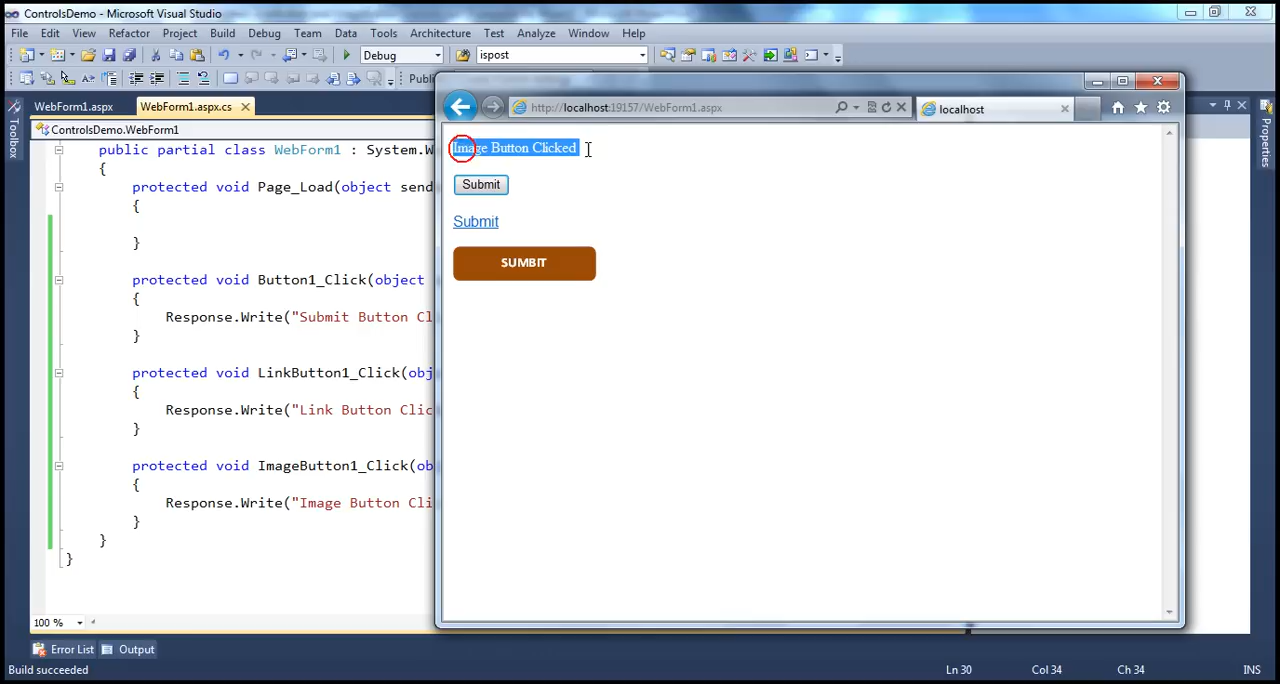 ControlsDemo - Microsoft Visual Studio
File Edit View Refactor Project Build Debug Team Data Tools Architecture Test Analyze Window Help
Debug ispost
Publi
WebForm1.aspx WebForm1.aspx.cs
ControlsDemo.WebForm1
Toolbox
Properties
public partial class WebForm1 : System.W
{
protected void Page_Load(object send
{
}
protected void Button1_Click(object
{
Response.Write("Submit Button Cl
}
protected void LinkButton1_Click(obj
{
Response.Write("Link Button Clic
}
protected void ImageButton1_Click(ob
{
Response.Write("Image Button Cli
}
}
}
100 %
http://localhost:19157/WebForm1.aspx localhost
Image Button Clicked
Submit
Submit
SUMBIT
Error List Output
Build succeeded Ln 30 Col 34 Ch 34 INS